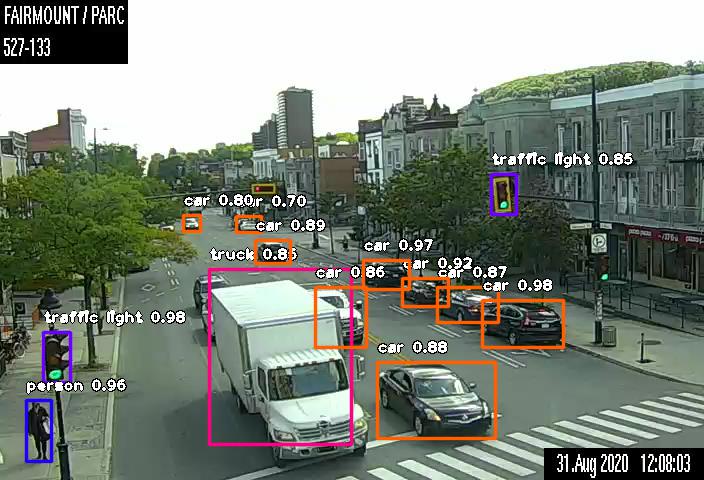 FAIRMOUNT / PARC
527-133
traffic light 0.85
car 0.80
0.70
car 0.89
truck 0.86
car 0.97
0.92
car 0.86
car 0.87
car 0.98
traffic light 0.98
car 0.88
person 0.96
31.Aug 2020 12:08:03